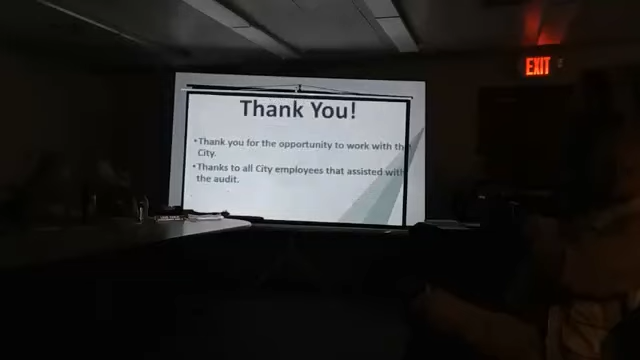 EXIT
Thank You!
•Thank you for the opportunity to work with the
City.
•Thanks to all City employees that assisted with
the audit.